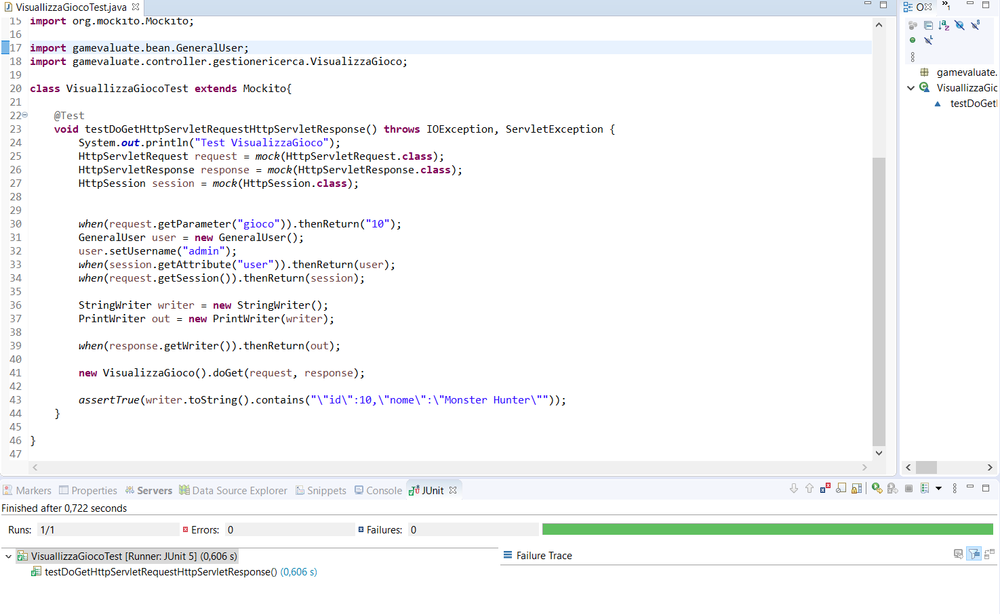 VisuallizzaGiocoTest.java
15 import org.mockito.Mockito;
16
17 import gamevaluate.bean.GeneralUser;
18 import gamevaluate.controller.gestionericerca.VisualizzaGioco;
19
20 class VisuallizzaGiocoTest extends Mockito{
21
22 @Test
23 void testDoGetHttpServletRequestHttpServletResponse() throws IOException, ServletException {
24 System.out.println("Test VisualizzaGioco");
25 HttpServletRequest request = mock(HttpServletRequest.class);
26 HttpServletResponse response = mock(HttpServletResponse.class);
27 HttpSession session = mock(HttpSession.class);
28
29
30 when(request.getParameter("gioco")).thenReturn("10");
31 GeneralUser user = new GeneralUser();
32 user.setUsername("admin");
33 when(session.getAttribute("user")).thenReturn(user);
34 when(request.getSession()).thenReturn(session);
35
36 StringWriter writer = new StringWriter();
37 PrintWriter out = new PrintWriter(writer);
38
39 when(response.getWriter()).thenReturn(out);
40
41 new VisualizzaGioco().doGet(request, response);
42
43 assertTrue(writer.toString().contains("\"id\":10,\"nome\":\"Monster Hunter\""));
44 }
45
46 }
47
O
1
gamevaluate.
VisuallizzaGio
testDoGetI
Markers Properties Servers Data Source Explorer Snippets Console JUnit
Finished after 0,722 seconds
Runs: 1/1 Errors: 0 Failures: 0
VisuallizzaGiocoTest [Runner: JUnit 5] (0,606 s)
testDoGetHttpServletRequestHttpServletResponse() (0,606 s)
Failure Trace